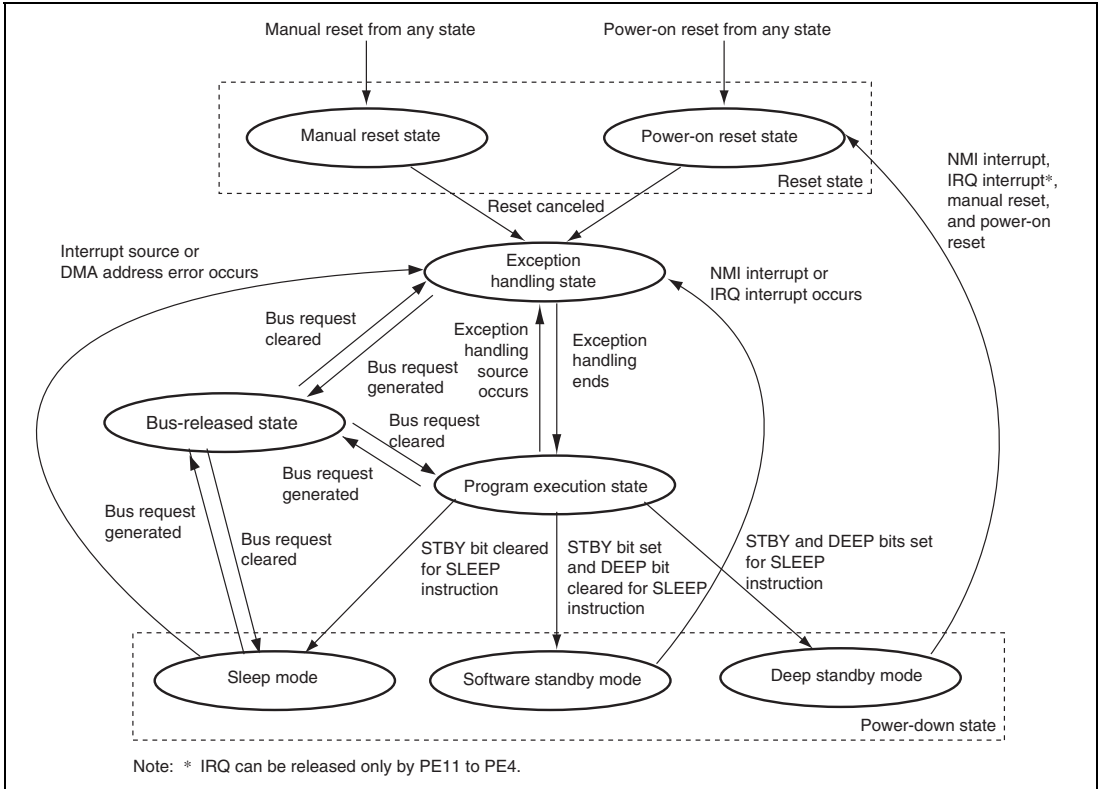 Manual reset from any state
Power-on reset from any state
Manual reset state
Power-on reset state
Reset state
NMI interrupt,
IRQ interrupt*,
manual reset,
and power-on
reset
Reset canceled
Interrupt source or
DMA address error occurs
Exception
handling state
NMI interrupt or
IRQ interrupt occurs
Bus request
cleared
Bus request
generated
Exception
handling
source
occurs
Exception
handling
ends
Bus-released state
Bus request
cleared
Bus request
generated
Program execution state
Bus request
generated
Bus request
cleared
STBY bit cleared
for SLEEP
instruction
STBY bit set
and DEEP bit
cleared for SLEEP
instruction
STBY and DEEP bits set
for SLEEP
instruction
Sleep mode
Software standby mode
Deep standby mode
Power-down state
Note: * IRQ can be released only by PE11 to PE4.